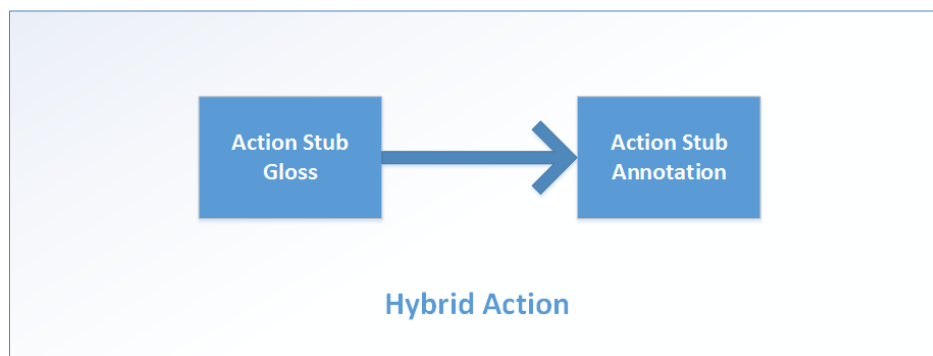 Action Stub
Gloss
Action Stub
Annotation
Hybrid Action